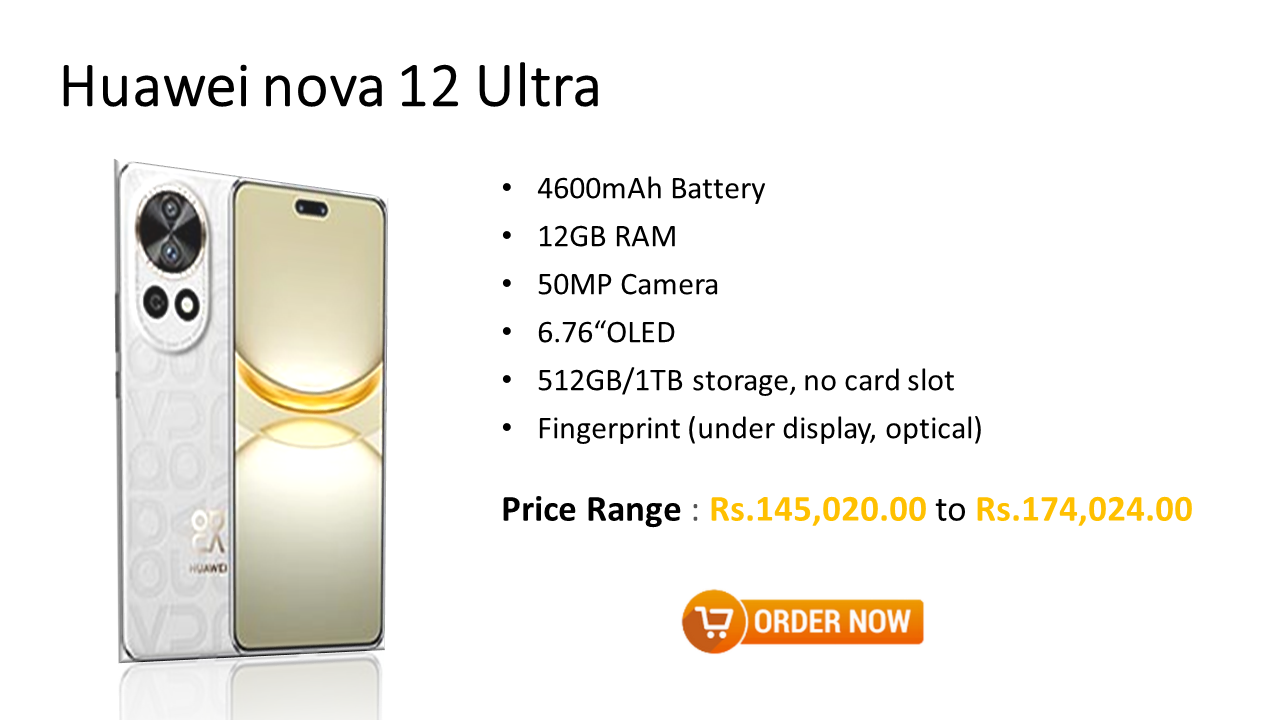 Huawei nova 12 Ultra
• 4600mAh Battery
• 12GB RAM
• 50MP Camera
• 6.76“OLED
• 512GB/1TB storage, no card slot
• Fingerprint (under display, optical)
Price Range : Rs.145,020.00 to Rs.174,024.00
HUAWEI
ORDER NOW